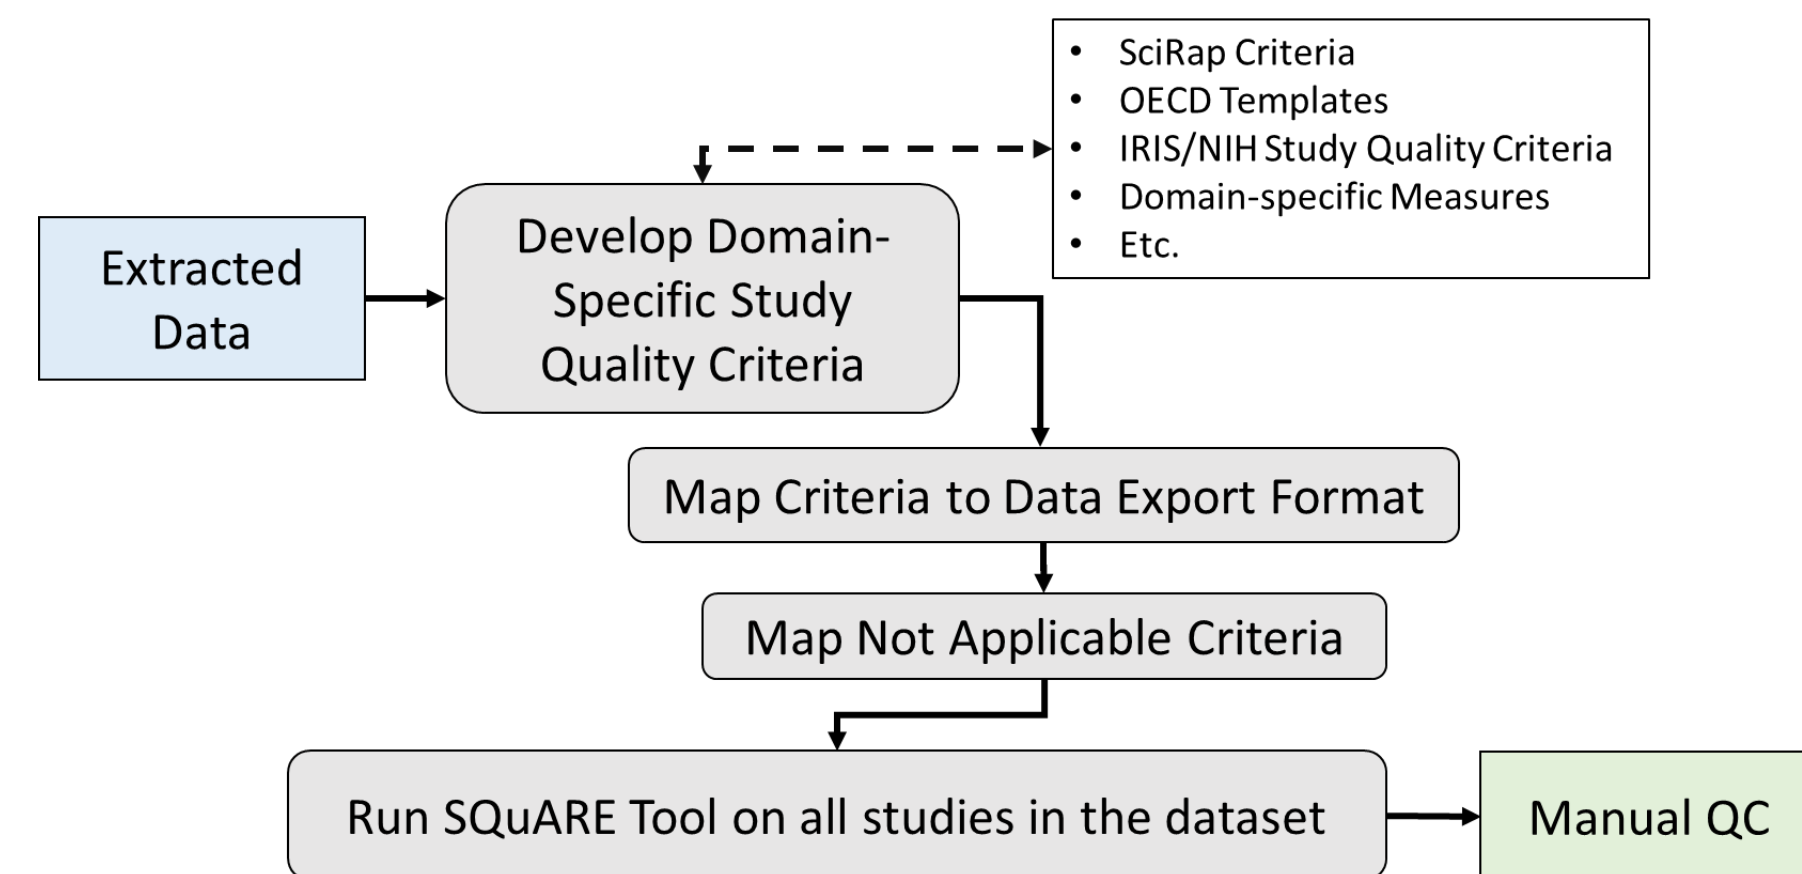 • SciRap Criteria
• OECD Templates
• IRIS/NIH Study Quality Criteria
• Domain-specific Measures
• Etc.
Extracted
Data
Develop Domain-
Specific Study
Quality Criteria
Map Criteria to Data Export Format
Map Not Applicable Criteria
Run SQuARE Tool on all studies in the dataset
Manual QC